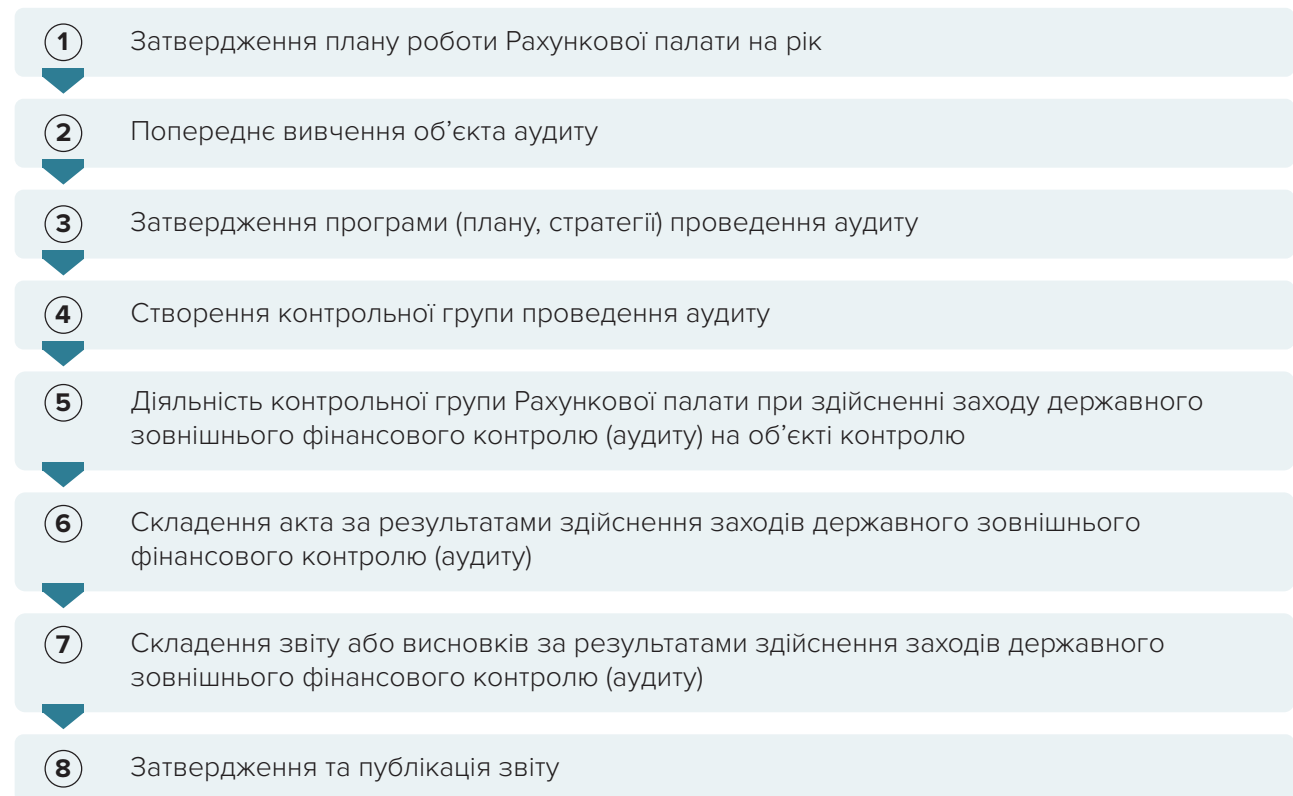 1 Затвердження плану роботи Рахункової палати на рік
2 Попереднє вивчення об’єкта аудиту
3 Затвердження програми (плану, стратегії) проведення аудиту
4 Створення контрольної групи проведення аудиту
5 Діяльність контрольної групи Рахункової палати при здійсненні заходу державного
зовнішнього фінансового контролю (аудиту) на об’єкті контролю
6 Складення акта за результатами здійснення заходів державного зовнішнього
фінансового контролю (аудиту)
7 Складення звіту або висновків за результатами здійснення заходів державного
зовнішнього фінансового контролю (аудиту)
8 Затвердження та публікація звіту